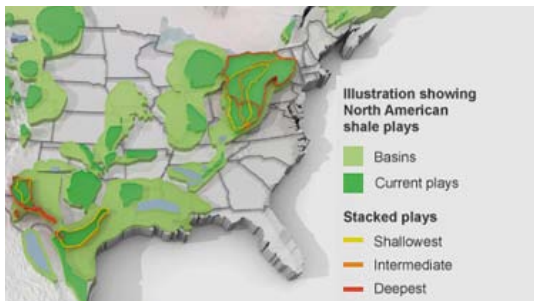 Illustration showing
North American
shale plays
Basins
Current plays
Stacked plays
Shallowest
Intermediate
Deepest